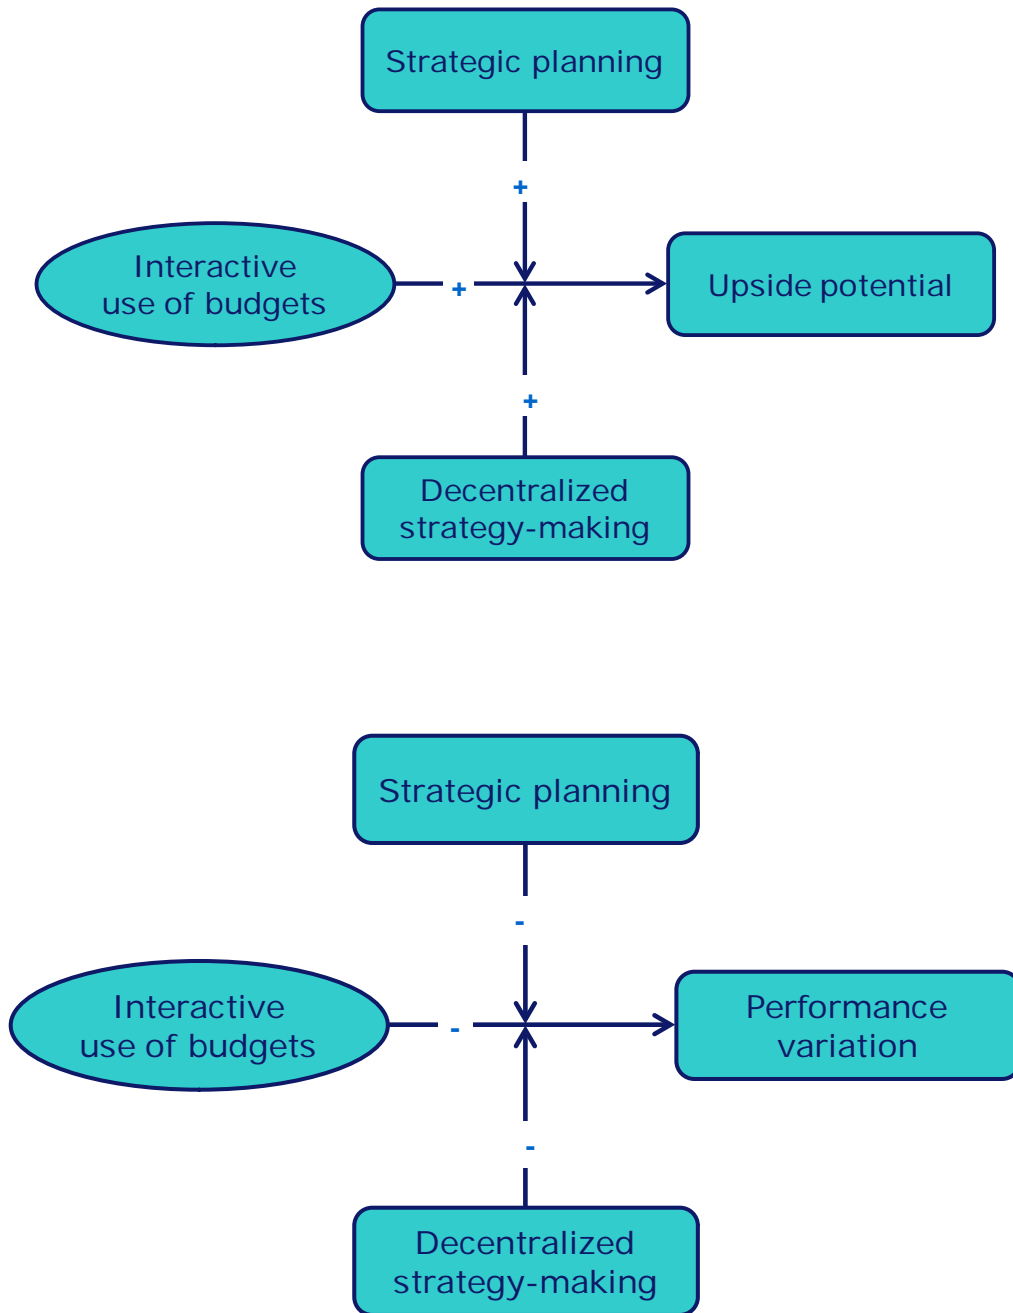 Strategic planning
+
Interactive
use of budgets
+
Upside potential
+
Decentralized
strategy-making
Strategic planning
-
Interactive
use of budgets
-
Performance
variation
-
Decentralized
strategy-making